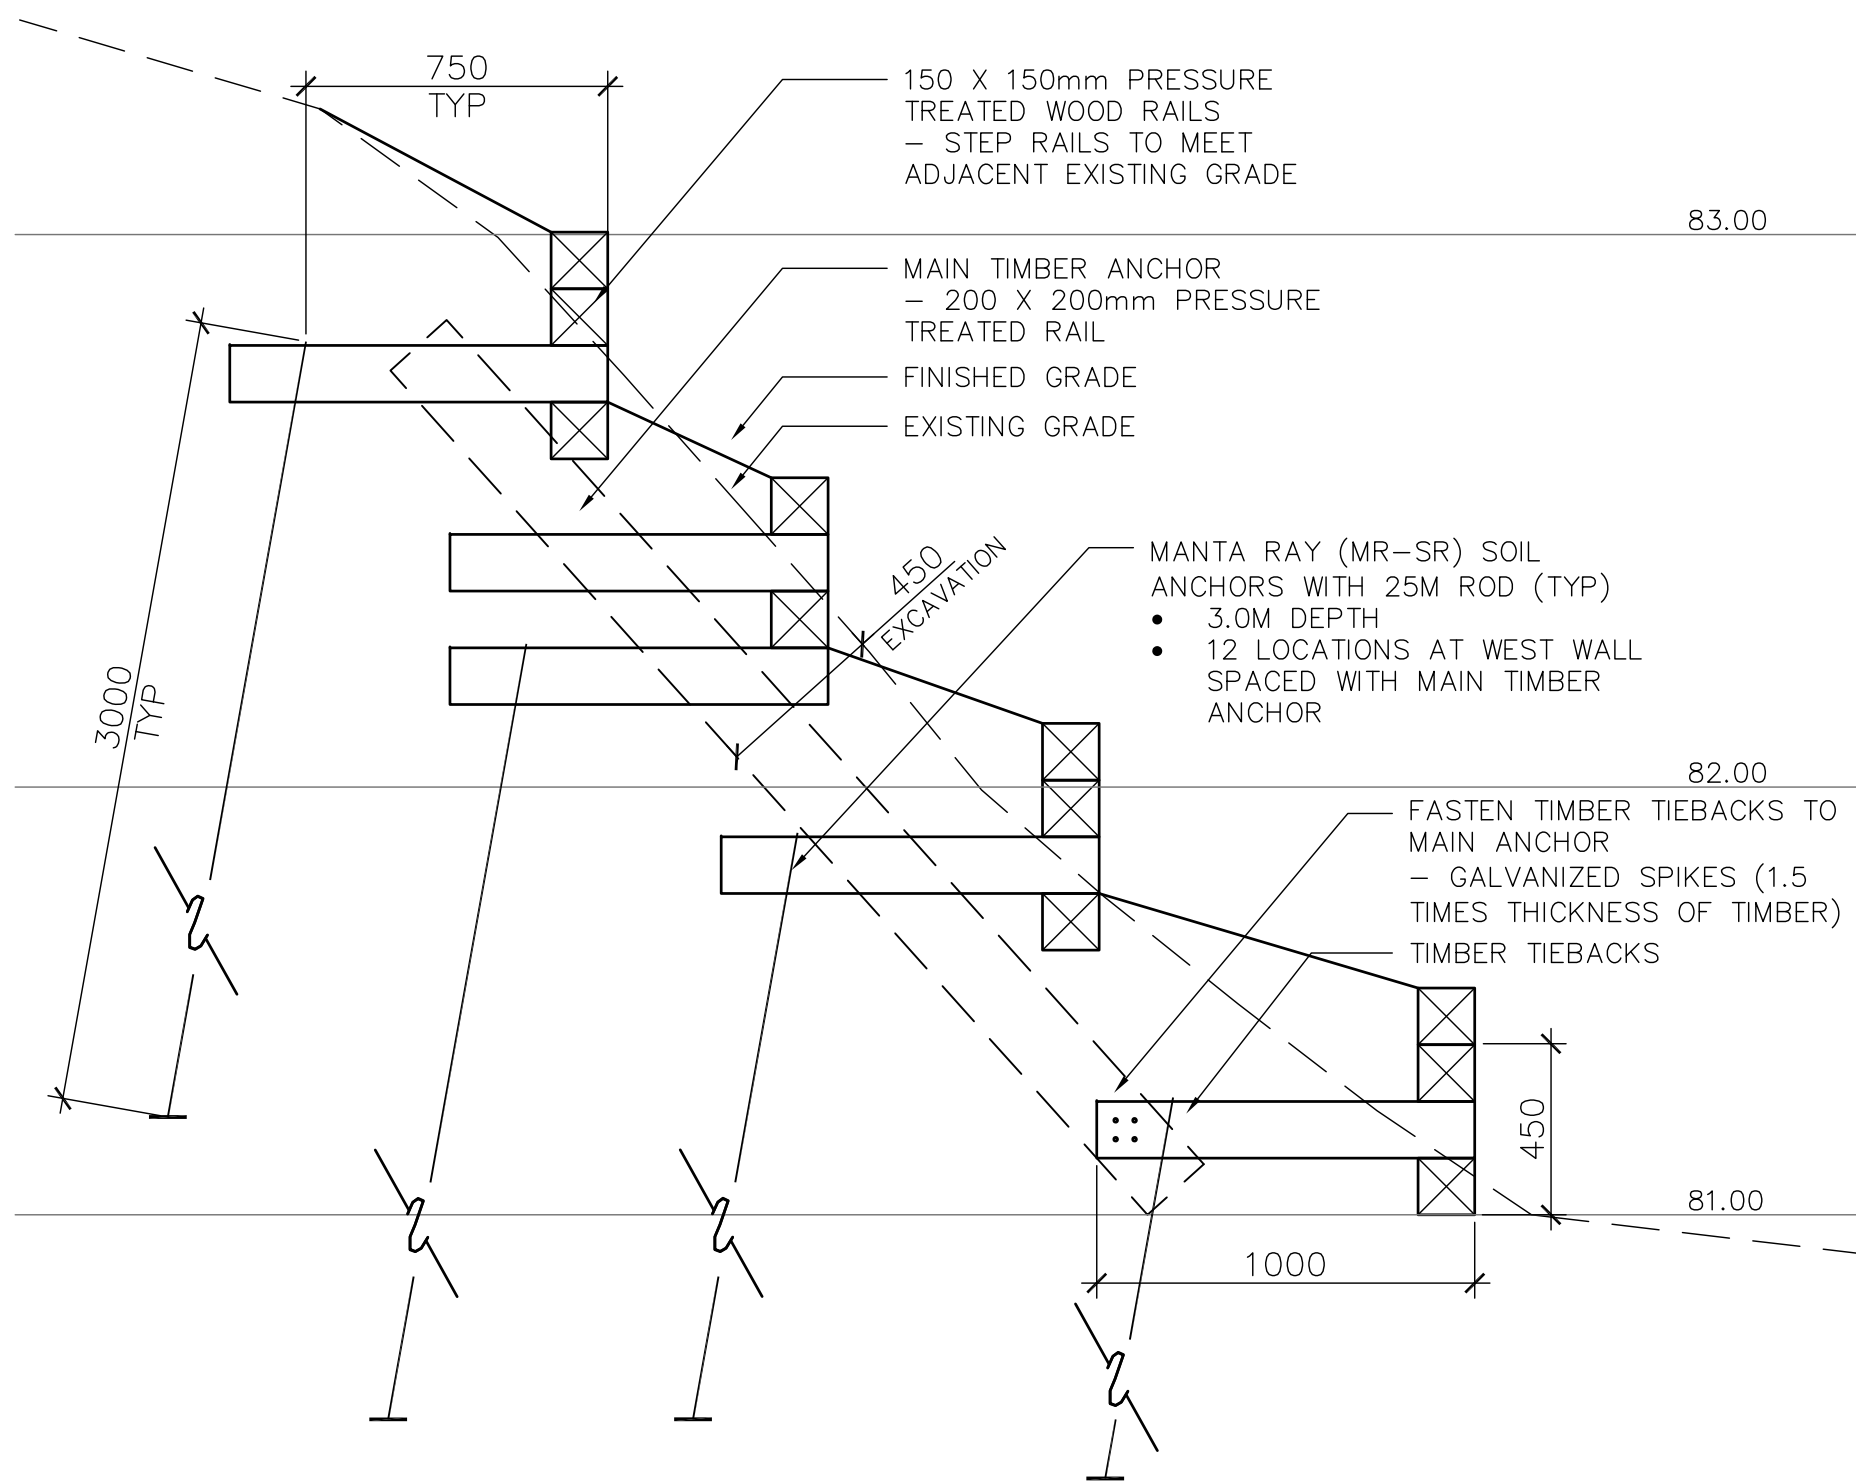 750
TYP
150 X 150mm PRESSURE
TREATED WOOD RAILS
– STEP RAILS TO MEET
ADJACENT EXISTING GRADE
83.00
MAIN TIMBER ANCHOR
– 200 X 200mm PRESSURE
TREATED RAIL
FINISHED GRADE
EXISTING GRADE
450
EXCAVATION
MANTA RAY (MR–SR) SOIL
ANCHORS WITH 25M ROD (TYP)
• 3.0M DEPTH
• 12 LOCATIONS AT WEST WALL
SPACED WITH MAIN TIMBER
ANCHOR
3000
TYP
82.00
FASTEN TIMBER TIEBACKS TO
MAIN ANCHOR
– GALVANIZED SPIKES (1.5
TIMES THICKNESS OF TIMBER)
TIMBER TIEBACKS
450
81.00
1000